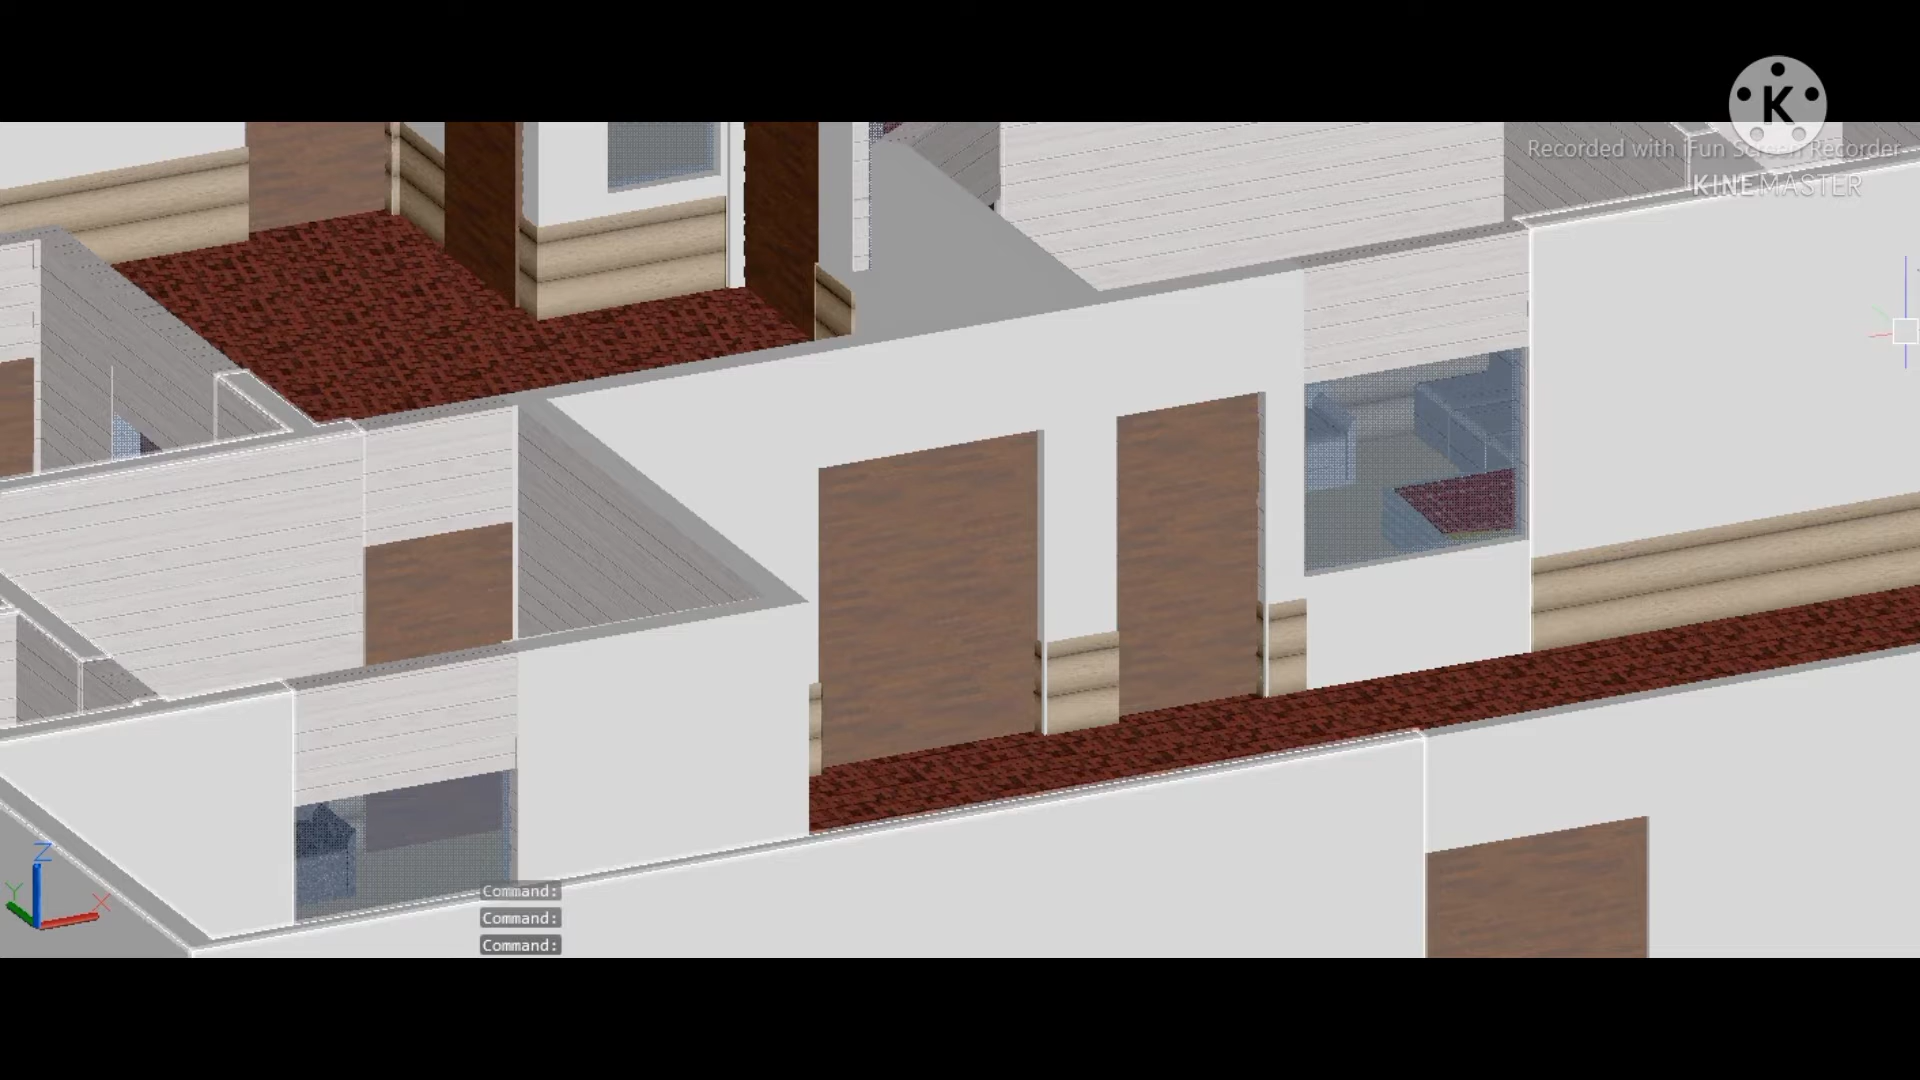 K
Recorded with iFun Screen Recorder
KINEMASTER
Z
Y
X
Command:
Command:
Command: